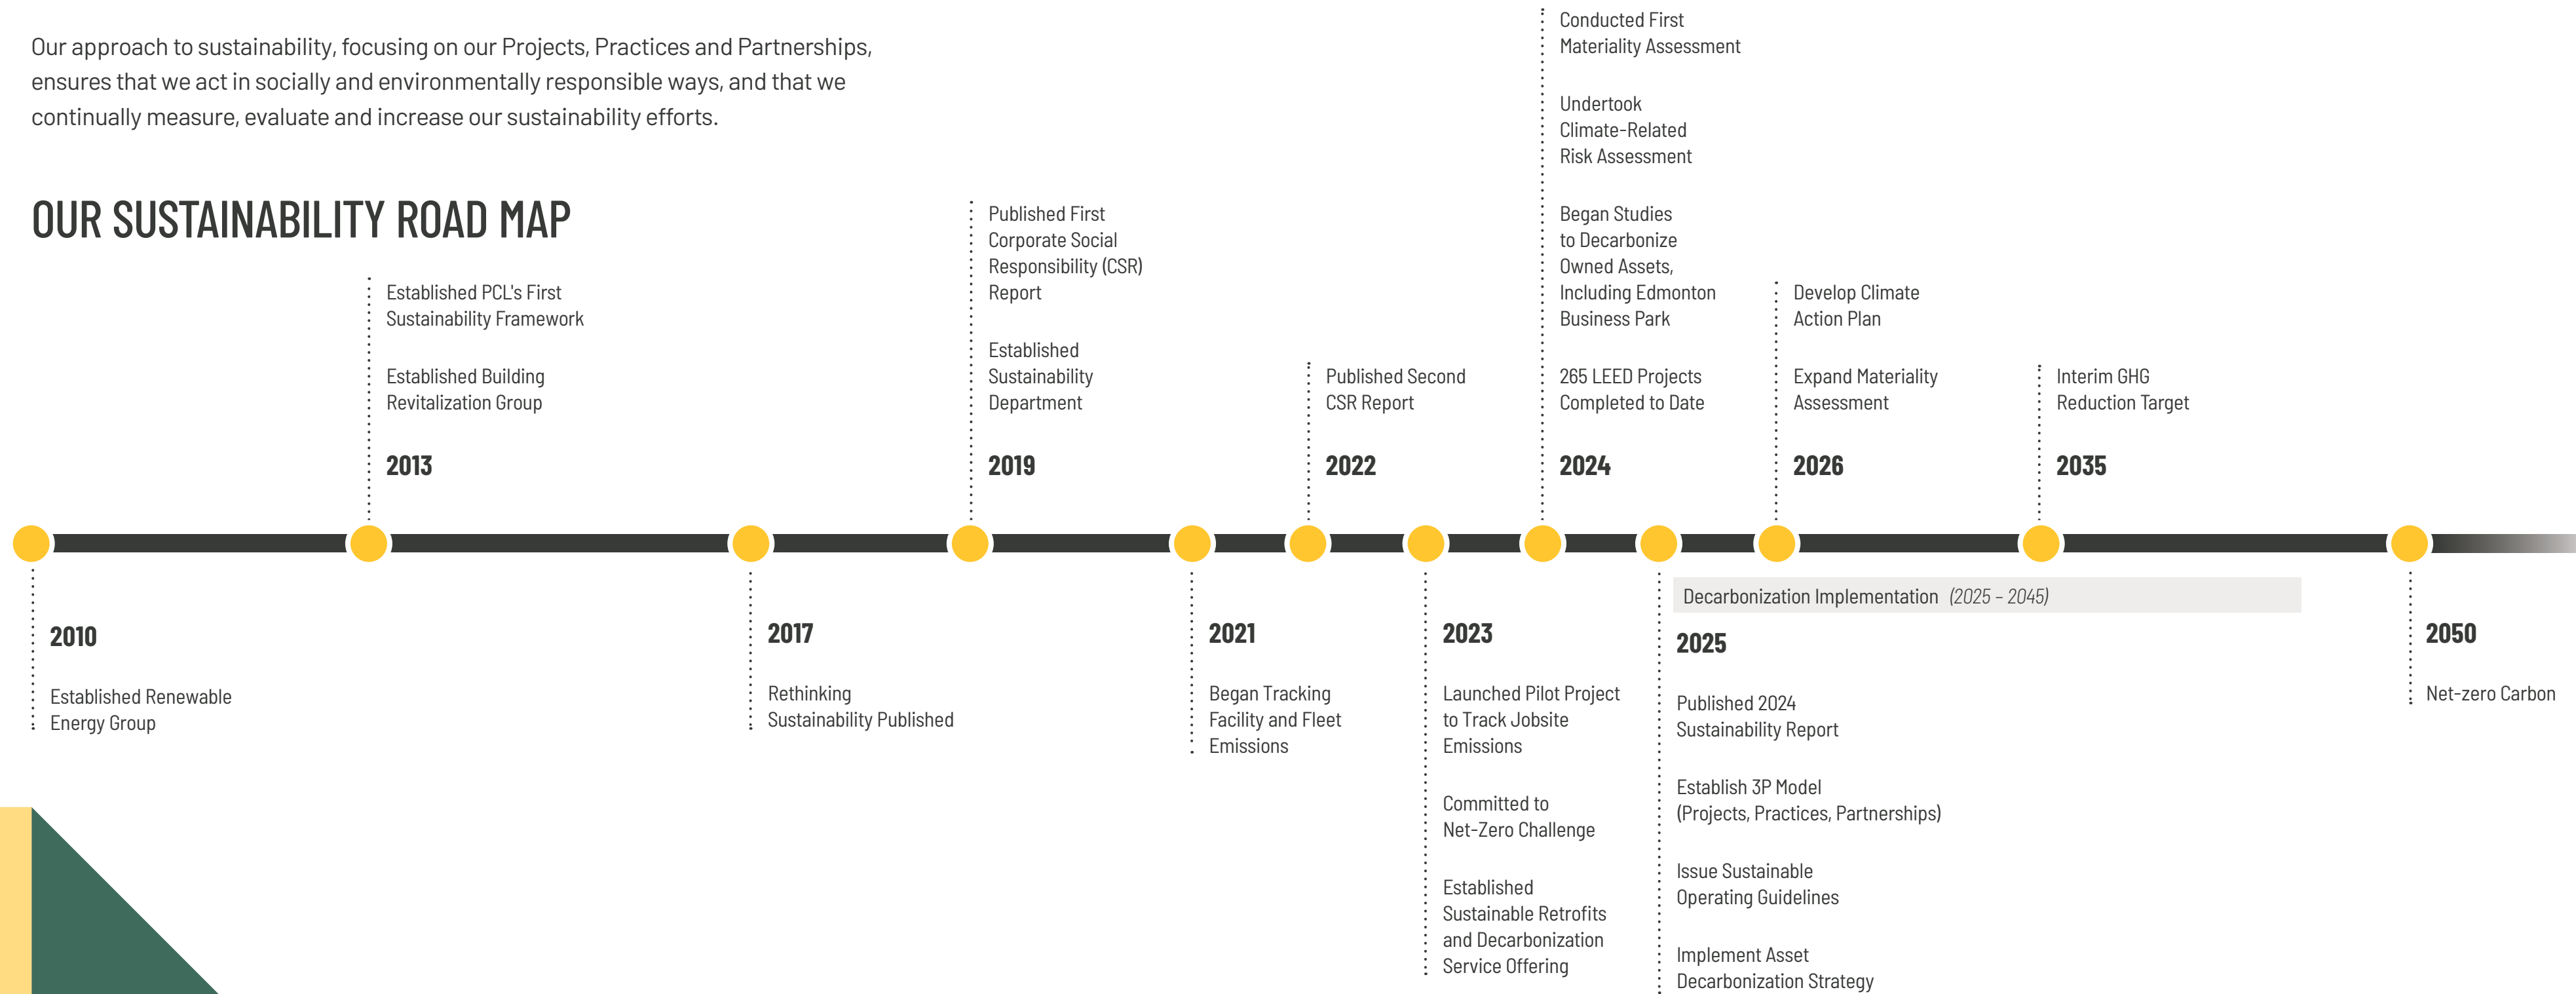 Our approach to sustainability, focusing on our Projects, Practices and Partnerships,
ensures that we act in socially and environmentally responsible ways, and that we
continually measure, evaluate and increase our sustainability efforts.
OUR SUSTAINABILITY ROAD MAP
2010
Established Renewable
Energy Group
Established PCL's First
Sustainability Framework
Established Building
Revitalization Group
2013
2017
Rethinking
Sustainability Published
Published First
Corporate Social
Responsibility (CSR)
Report
Established
Sustainability
Department
2019
2021
Began Tracking
Facility and Fleet
Emissions
Published Second
CSR Report
2022
2023
Launched Pilot Project
to Track Jobsite
Emissions
Committed to
Net-Zero Challenge
Established
Sustainable Retrofits
and Decarbonization
Service Offering
Conducted First
Materiality Assessment
Undertook
Climate-Related
Risk Assessment
Began Studies
to Decarbonize
Owned Assets,
Including Edmonton
Business Park
265 LEED Projects
Completed to Date
2024
Decarbonization Implementation (2025 – 2045)
2025
Published 2024
Sustainability Report
Establish 3P Model
(Projects, Practices, Partnerships)
Issue Sustainable
Operating Guidelines
Implement Asset
Decarbonization Strategy
Develop Climate
Action Plan
Expand Materiality
Assessment
2026
Interim GHG
Reduction Target
2035
2050
Net-zero Carbon